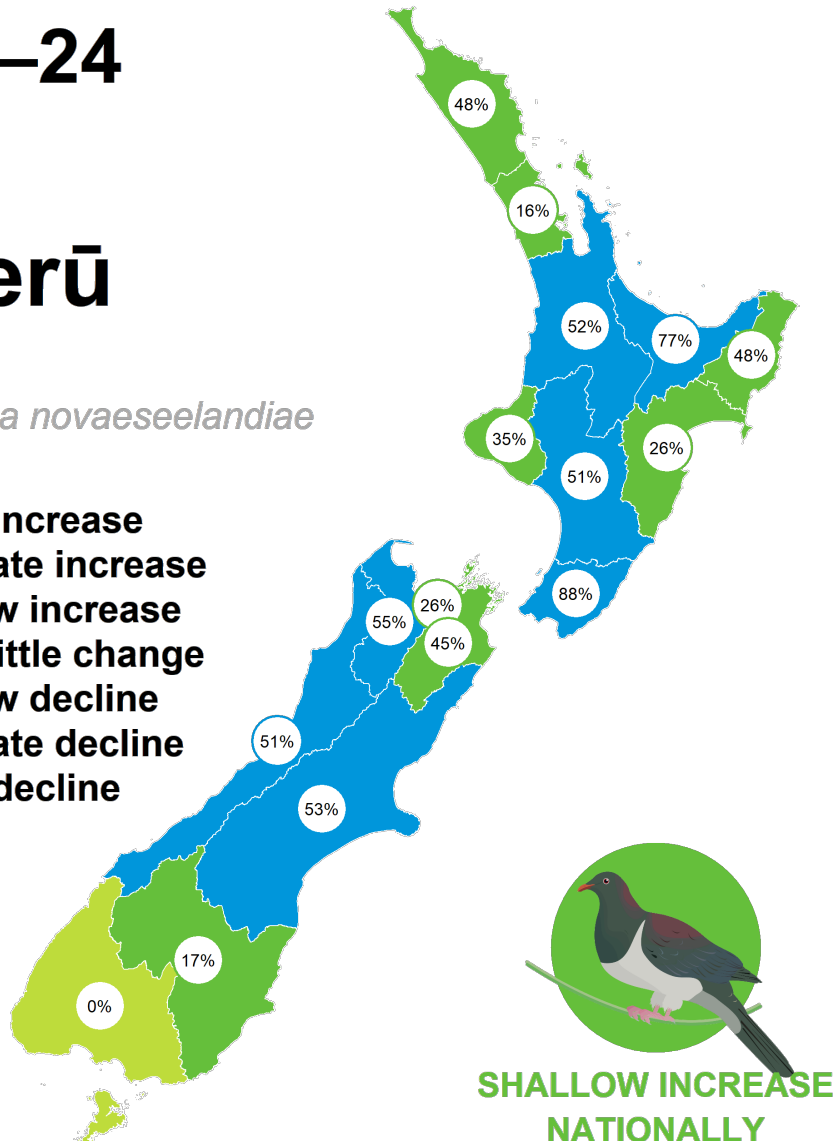 –24
erū
a novaeseelandiae
ncrease
ate increase
w increase
ittle change
w decline
ate decline
decline
48%
16%
52%
77%
48%
35%
26%
51%
88%
26%
55%
45%
51%
53%
17%
0%
SHALLOW INCREASE
NATIONALLY